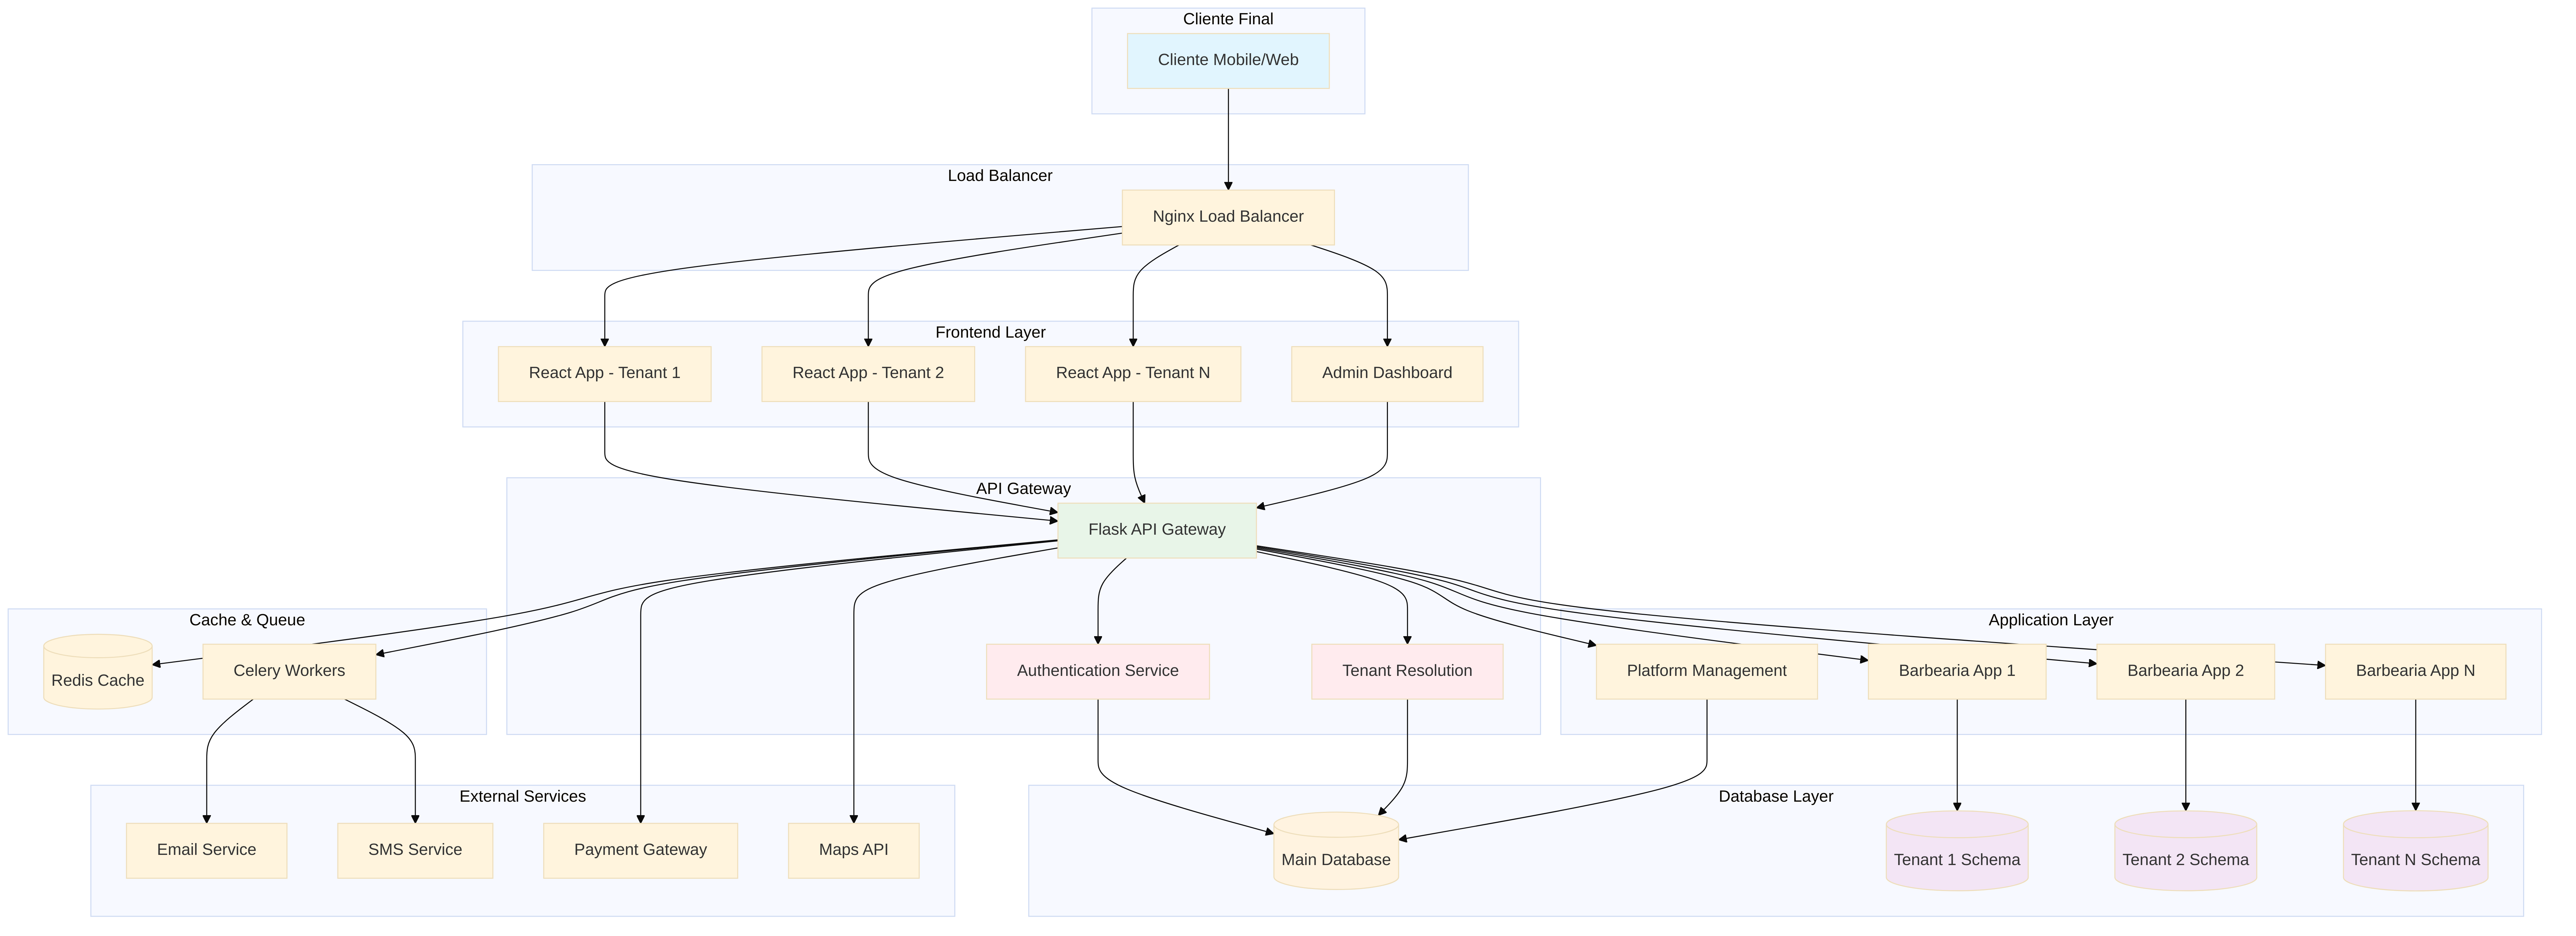 Cliente Final
Cliente Mobile/Web
Load Balancer
Nginx Load Balancer
Frontend Layer
React App - Tenant 1
React App - Tenant 2
React App - Tenant N
Admin Dashboard
API Gateway
Flask API Gateway
Cache & Queue
Redis Cache
Celery Workers
Authentication Service
Tenant Resolution
Application Layer
Platform Management
Barbearia App 1
Barbearia App 2
Barbearia App N
External Services
Email Service
SMS Service
Payment Gateway
Maps API
Database Layer
Main Database
Tenant 1 Schema
Tenant 2 Schema
Tenant N Schema